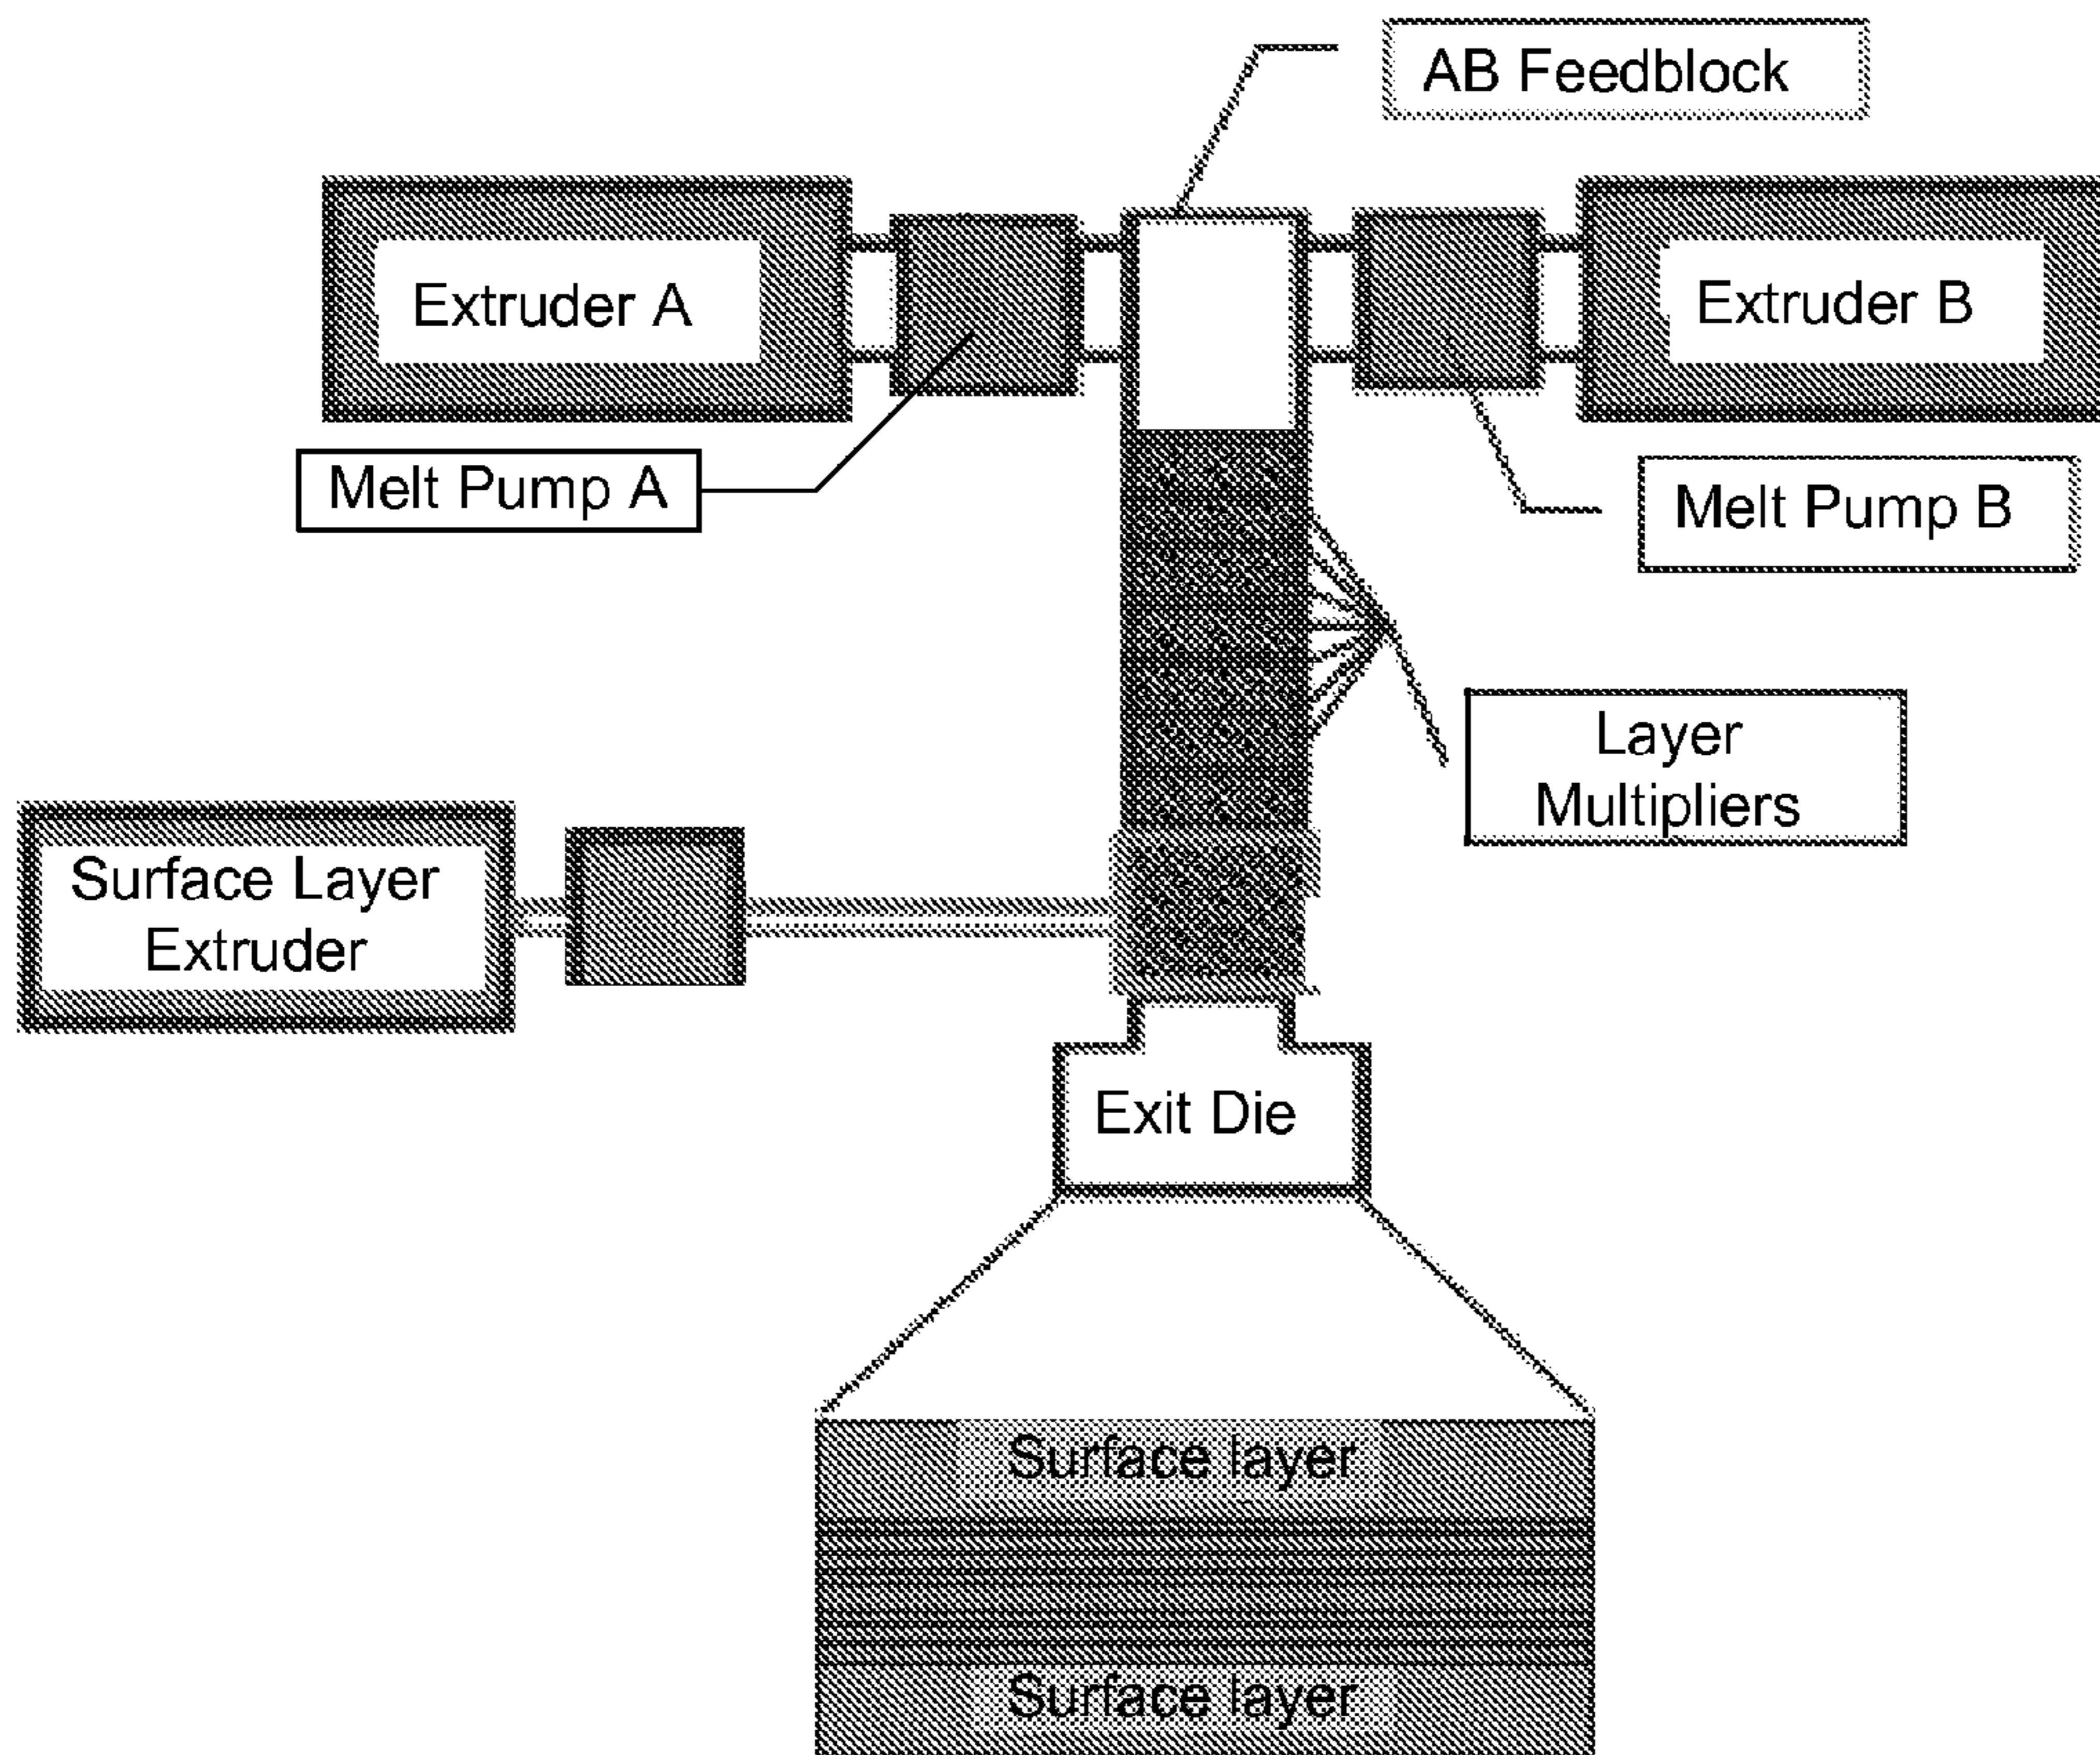 AB Feedblock
Extruder A
Extruder B
Melt Pump A
Melt Pump B
Layer
Multipliers
Surface Layer
Extruder
Exit Die
Surface layer
Surface layer